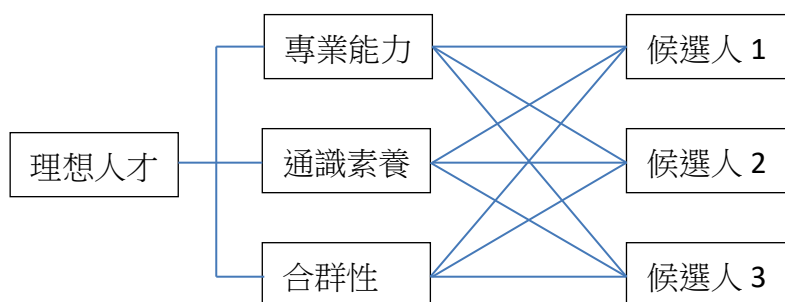 專業能力
候選人 1
理想人才
通識素養
候選人 2
合群性
候選人 3